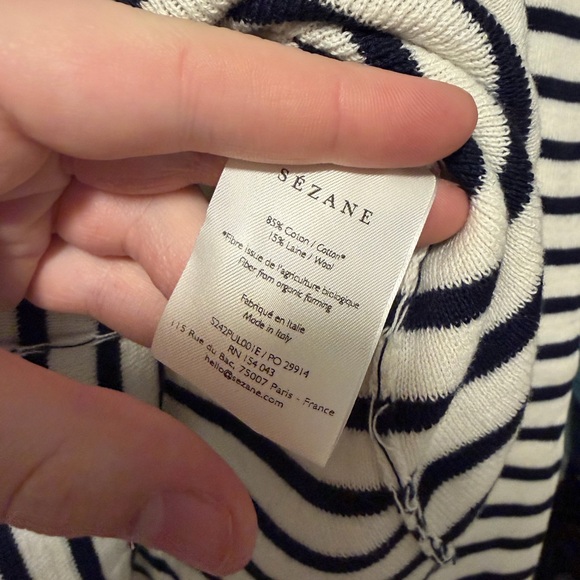 SÉZANE
85% Coton / Cotton*
15% Laine / Wool
*Fibre issue de l'agriculture biologique
Fiber from organic farming
Fabriqué en Italie
Made in Italy
S242PUL001E / PO 29914
RN 154 043
115 Rue du Bac, 75007 Paris - France
hello@sezane.com